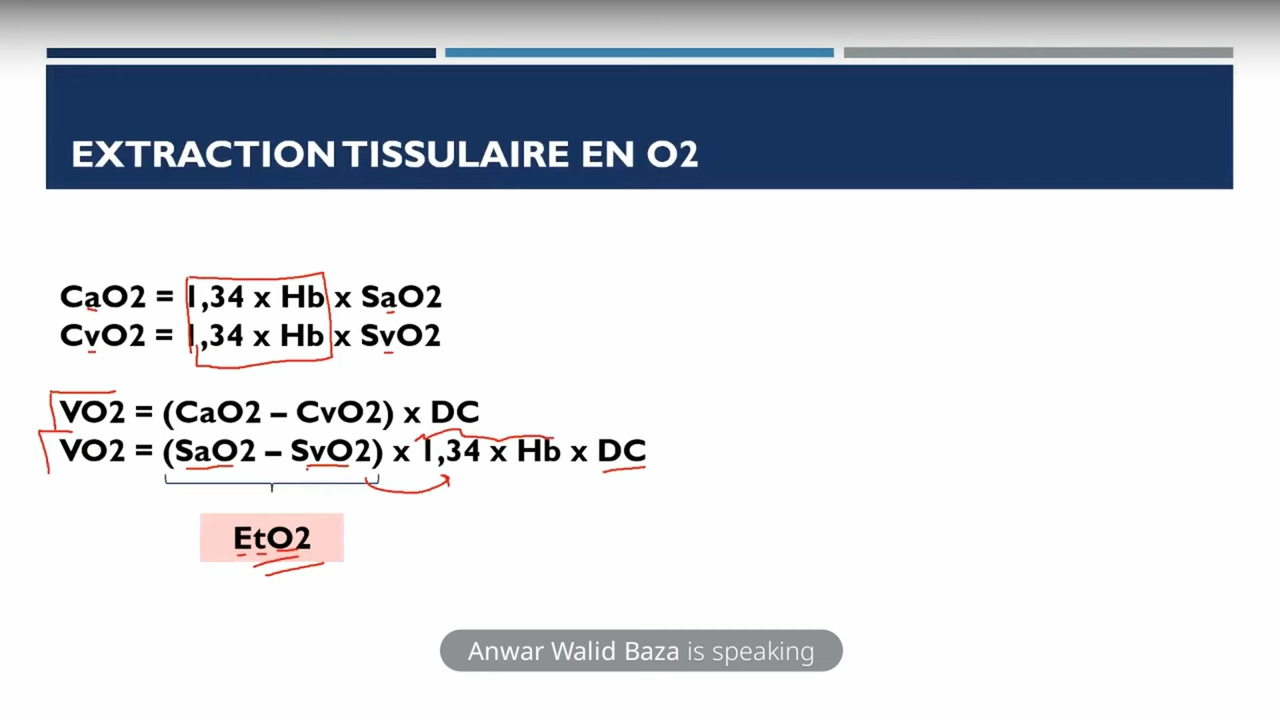 EXTRACTION TISSULAIRE EN O2
CaO2 = 1,34 x Hb x SaO2
CvO2 = 1,34 x Hb x SvO2
VO2 = (CaO2 – CvO2) x DC
VO2 = (SaO2 – SvO2) x 1,34 x Hb x DC
EtO2
Anwar Walid Baza is speaking